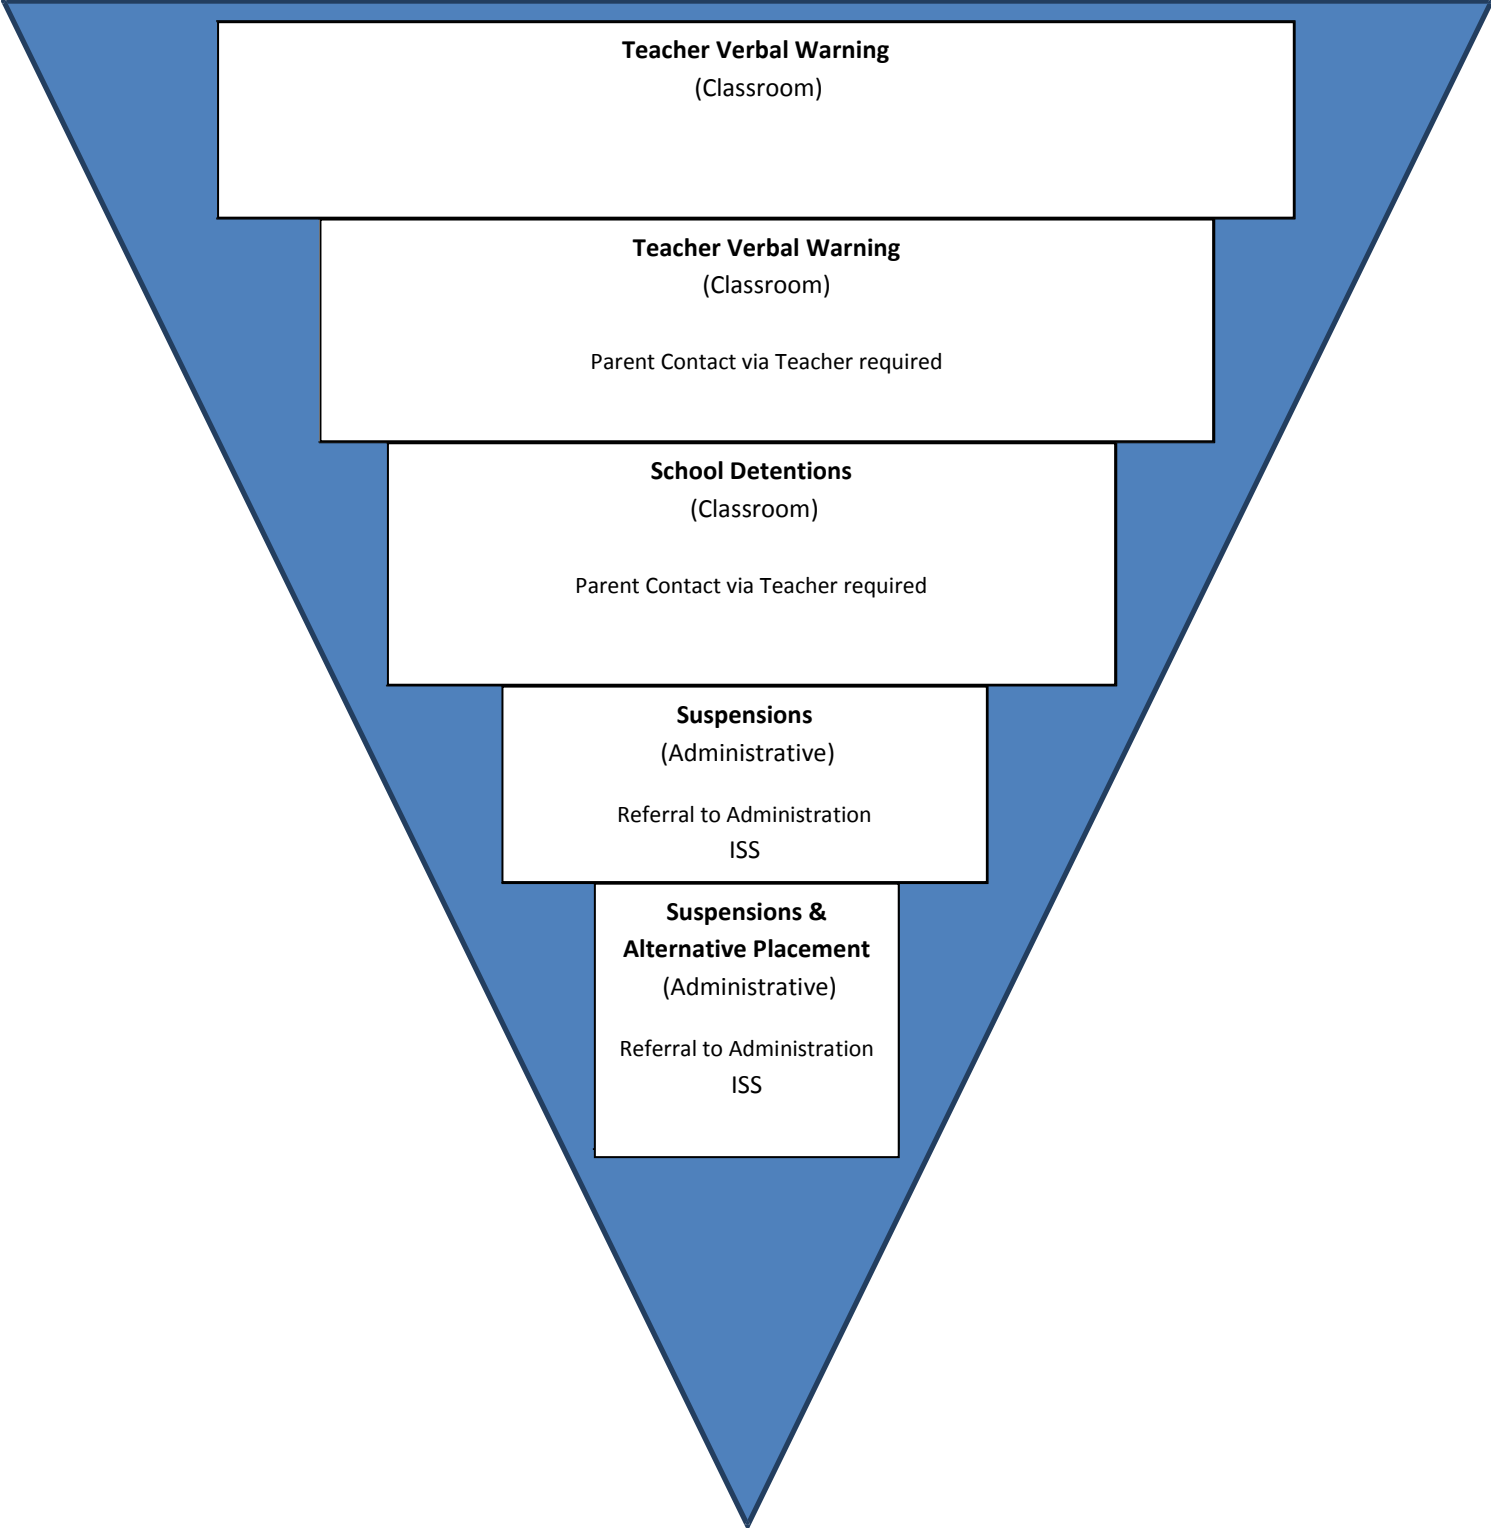 Teacher Verbal Warning
(Classroom)
Teacher Verbal Warning
(Classroom)
Parent Contact via Teacher required
School Detentions
(Classroom)
Parent Contact via Teacher required
Suspensions
(Administrative)
Referral to Administration
ISS
Suspensions &
Alternative Placement
(Administrative)
Referral to Administration
ISS